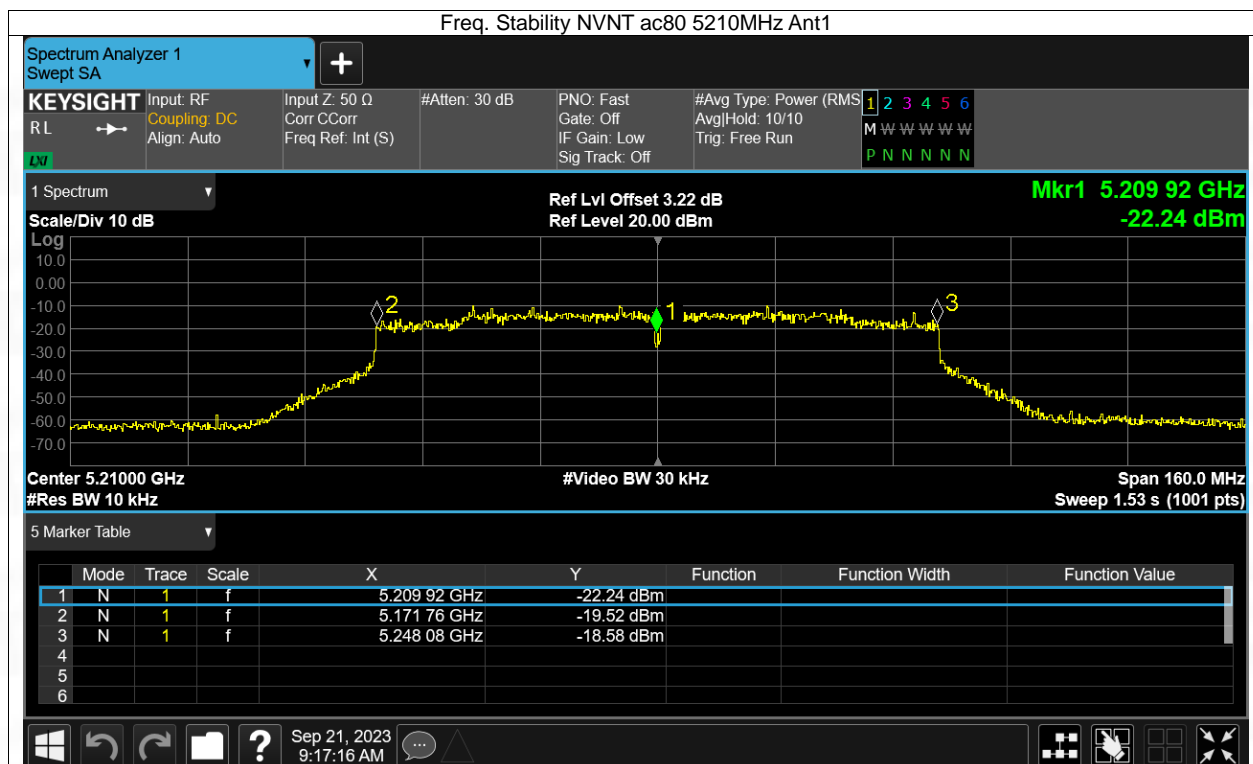 Freq. Stability NVNT ac80 5210MHz Ant1
Spectrum Analyzer 1
Swept SA
KEYSIGHT
RL
LXI
Input: RF
Coupling: DC
Align: Auto
Input Z: 50 Ω
Corr CCorr
Freq Ref: Int (S)
#Atten: 30 dB
PNO: Fast
Gate: Off
IF Gain: Low
Sig Track: Off
#Avg Type: Power (RMS
Avg|Hold: 10/10
Trig: Free Run
1 2 3 4 5 6
M W W W W W
P N N N N N
1 Spectrum
Scale/Div 10 dB
Ref Lvl Offset 3.22 dB
Ref Level 20.00 dBm
Mkr1 5.209 92 GHz
-22.24 dBm
Log
10.0
0.00
-10.0
-20.0
-30.0
-40.0
-50.0
-60.0
-70.0
2
1
3
Center 5.21000 GHz
#Video BW 30 kHz
Span 160.0 MHz
#Res BW 10 kHz
Sweep 1.53 s (1001 pts)
5 Marker Table
Mode Trace Scale X Y Function Function Width Function Value
1 N 1 f 5.209 92 GHz -22.24 dBm
2 N 1 f 5.171 76 GHz -19.52 dBm
3 N 1 f 5.248 08 GHz -18.58 dBm
4
5
6
?
Sep 21, 2023
9:17:16 AM